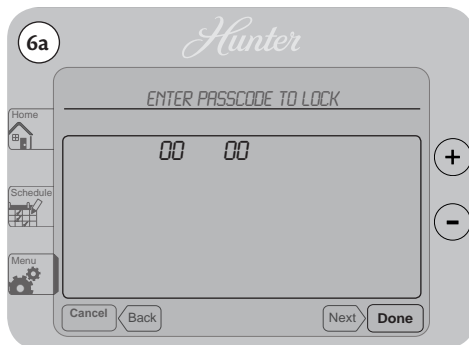 6a
Hunter
ENTER PASSCODE TO LOCK
Home
00 00
+
Schedule
-
Menu
Cancel Back Next Done